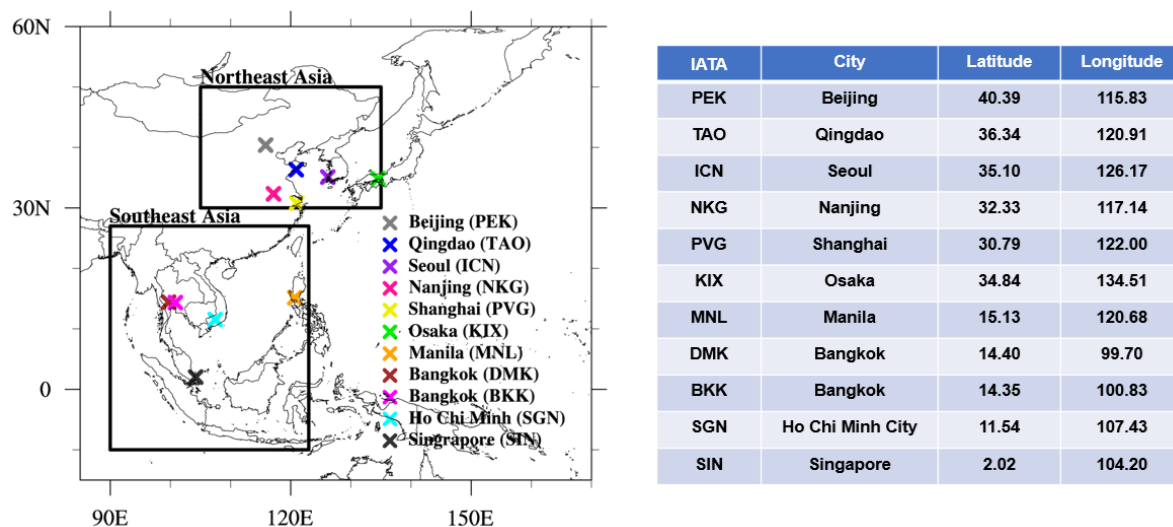 60N
30N
0
90E
120E
150E
Northeast Asia
Southeast Asia
Beijing (PEK)
Qingdao (TAO)
Seoul (ICN)
Nanjing (NKG)
Shanghai (PVG)
Osaka (KIX)
Manila (MNL)
Bangkok (DMK)
Bangkok (BKK)
Ho Chi Minh (SGN)
Singrapore (SIN)
IATA City Latitude Longitude
PEK Beijing 40.39 115.83
TAO Qingdao 36.34 120.91
ICN Seoul 35.10 126.17
NKG Nanjing 32.33 117.14
PVG Shanghai 30.79 122.00
KIX Osaka 34.84 134.51
MNL Manila 15.13 120.68
DMK Bangkok 14.40 99.70
BKK Bangkok 14.35 100.83
SGN Ho Chi Minh City 11.54 107.43
SIN Singapore 2.02 104.20